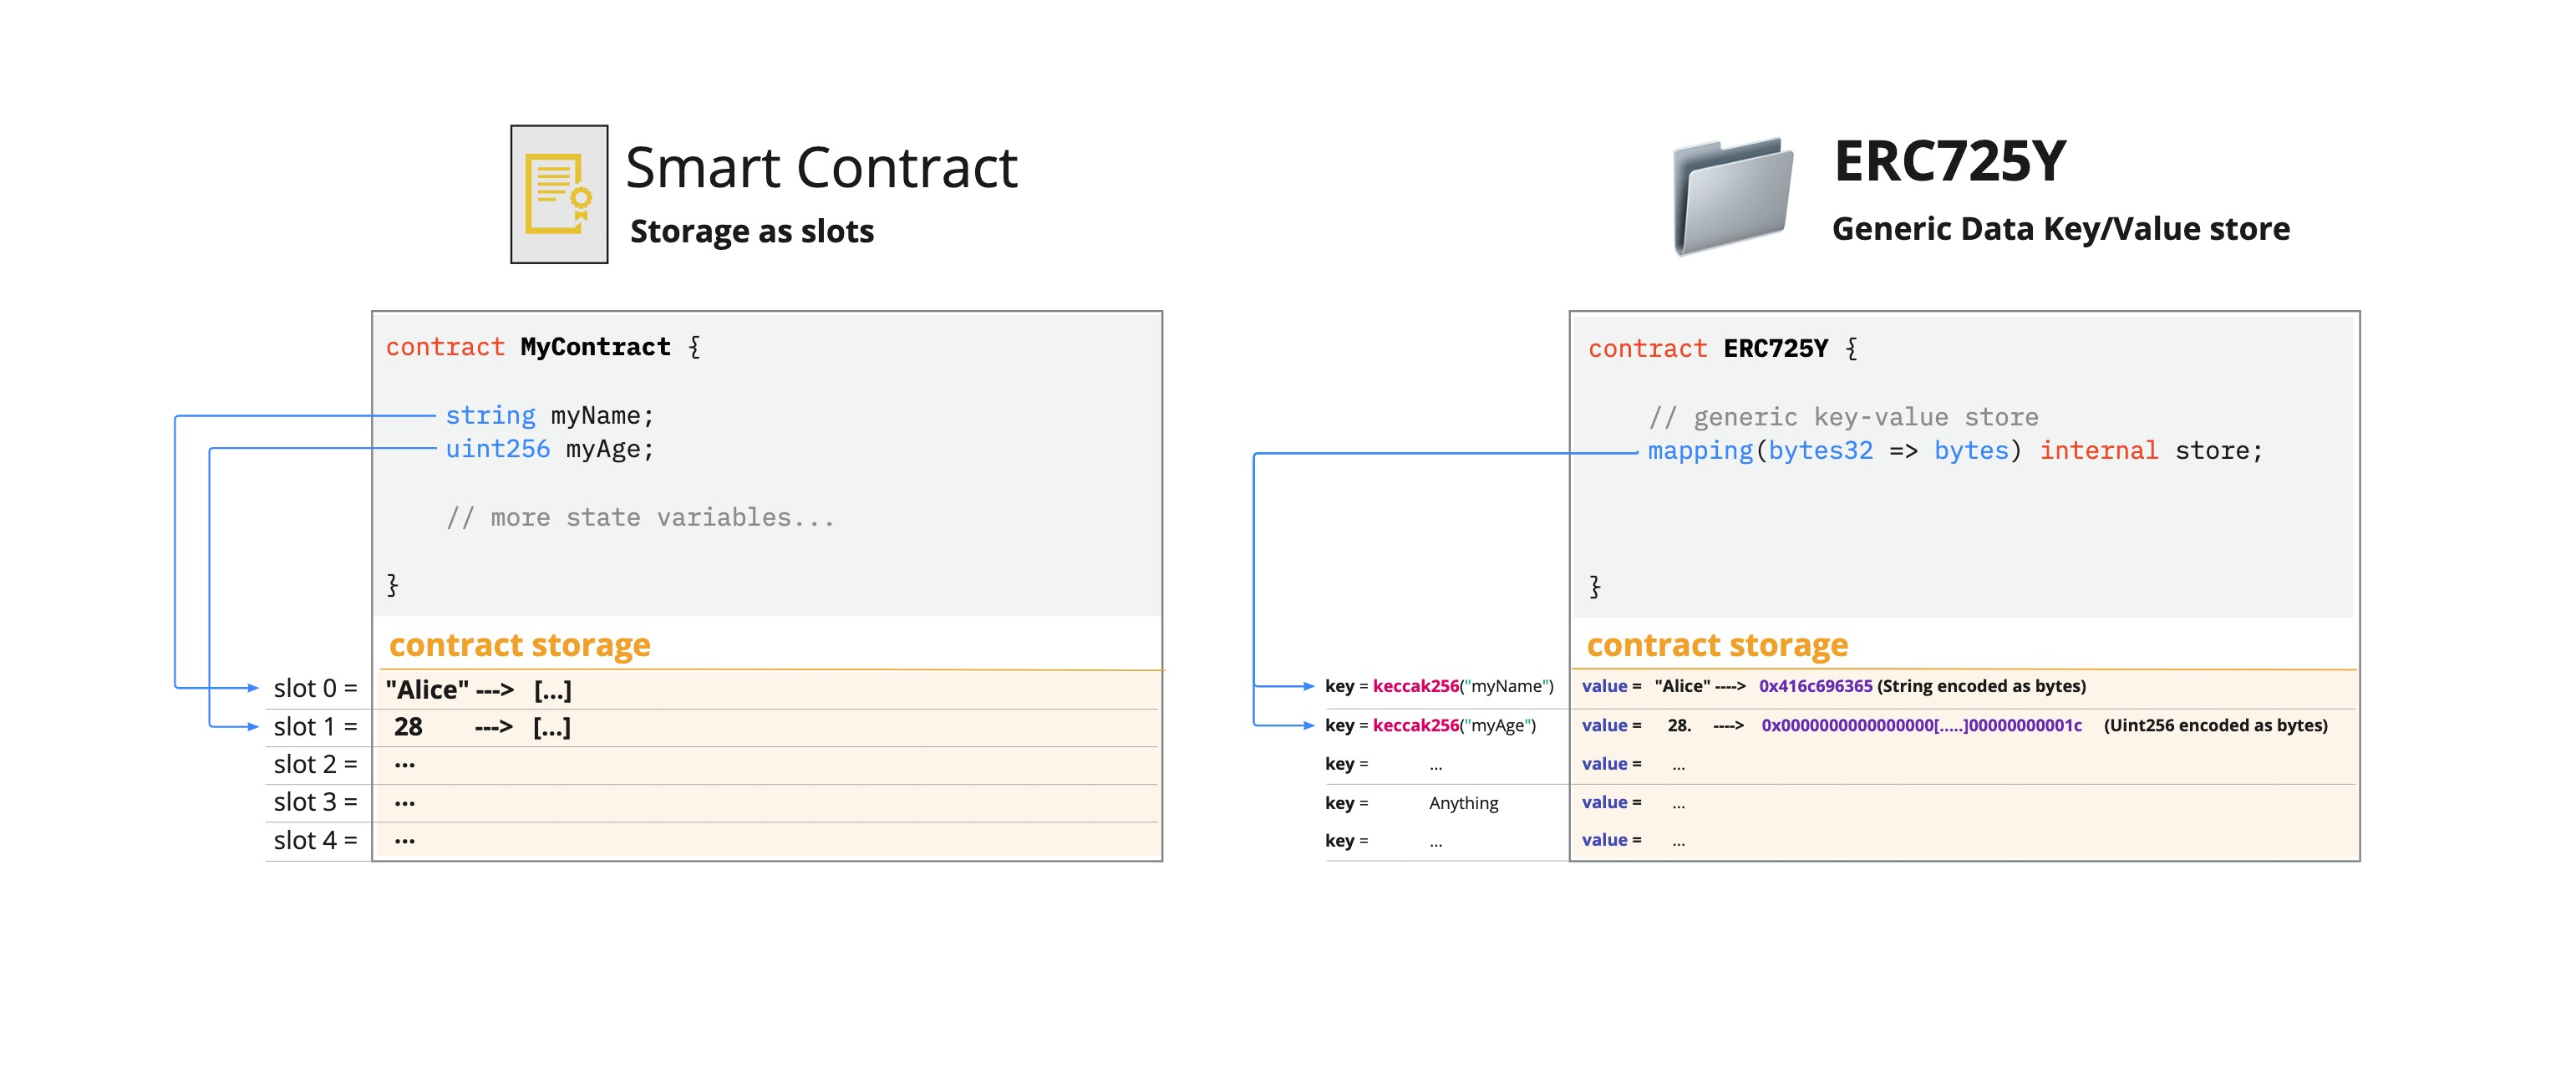 Smart Contract
Storage as slots
contract MyContract {
string myName;
uint256 myAge;
// more state variables...
}
contract storage
slot 0 = "Alice" ---> [...]
slot 1 = 28 ---> [...]
slot 2 = ...
slot 3 = ...
slot 4 = ...
ERC725Y
Generic Data Key/Value store
contract ERC725Y {
// generic key-value store
mapping(bytes32 => bytes) internal store;
}
contract storage
key = keccak256("myName") value = "Alice" ----> 0x416c696365 (String encoded as bytes)
key = keccak256("myAge") value = 28. ----> 0x0000000000000000[.....]00000000001c (Uint256 encoded as bytes)
key = ... value = ...
key = Anything value = ...
key = ... value = ...